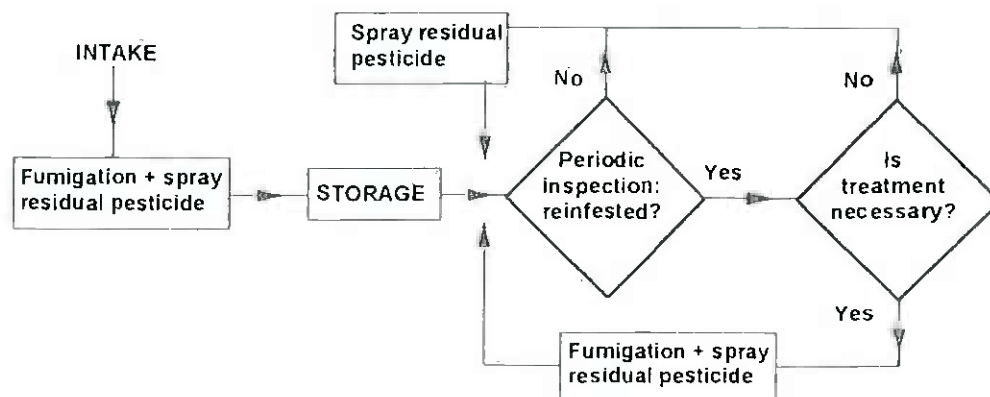 INTAKE
Fumigation + spray
residual pesticide
STORAGE
Spray residual
pesticide
No
Periodic
inspection:
reinfested?
Yes
No
Is
treatment
necessary?
Yes
Fumigation + spray
residual pesticide